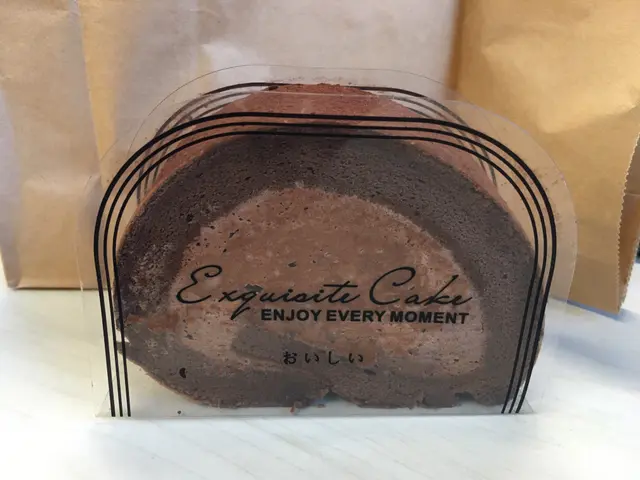 Exquisite Cake
ENJOY EVERY MOMENT
おいしい